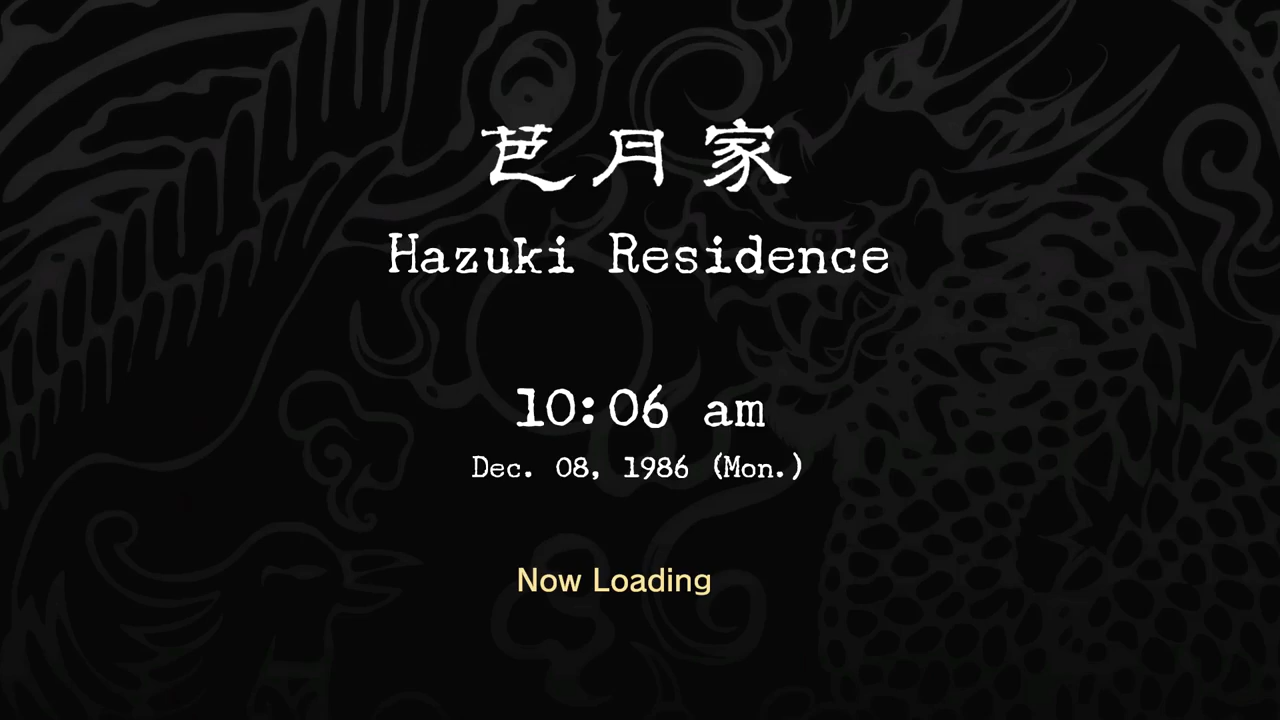 芭月家
Hazuki Residence
10:06 am
Dec. 08, 1986 (Mon.)
Now Loading